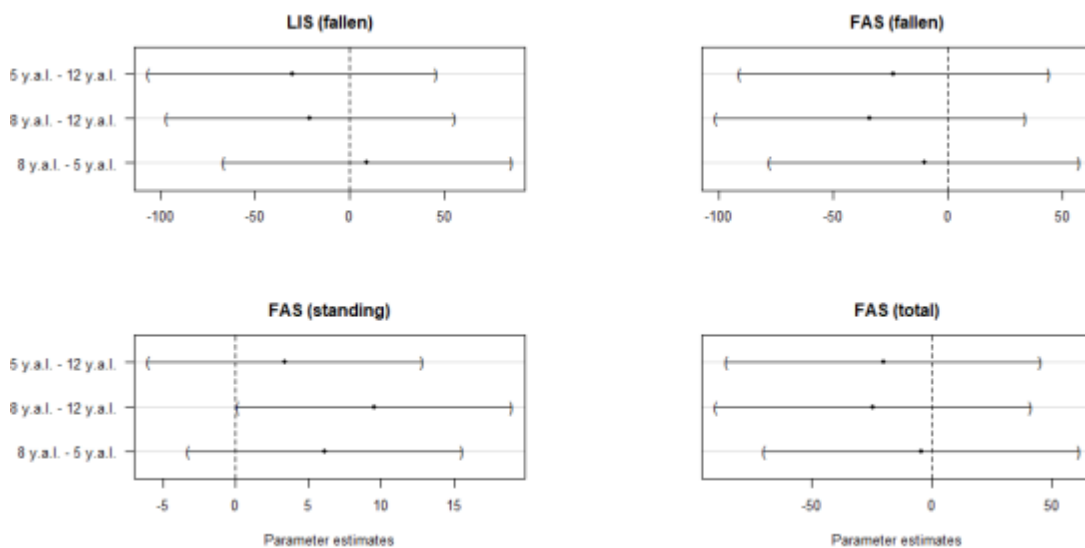 LIS (fallen)
FAS (fallen)
5 y.a.l. - 12 y.a.l.
8 y.a.l. - 12 y.a.l.
8 y.a.l. - 5 y.a.l.
-100 -50 0 50
-100 -50 0 50
FAS (standing)
FAS (total)
5 y.a.l. - 12 y.a.l.
8 y.a.l. - 12 y.a.l.
8 y.a.l. - 5 y.a.l.
-5 0 5 10 15
-50 0 50
Parameter estimates
Parameter estimates